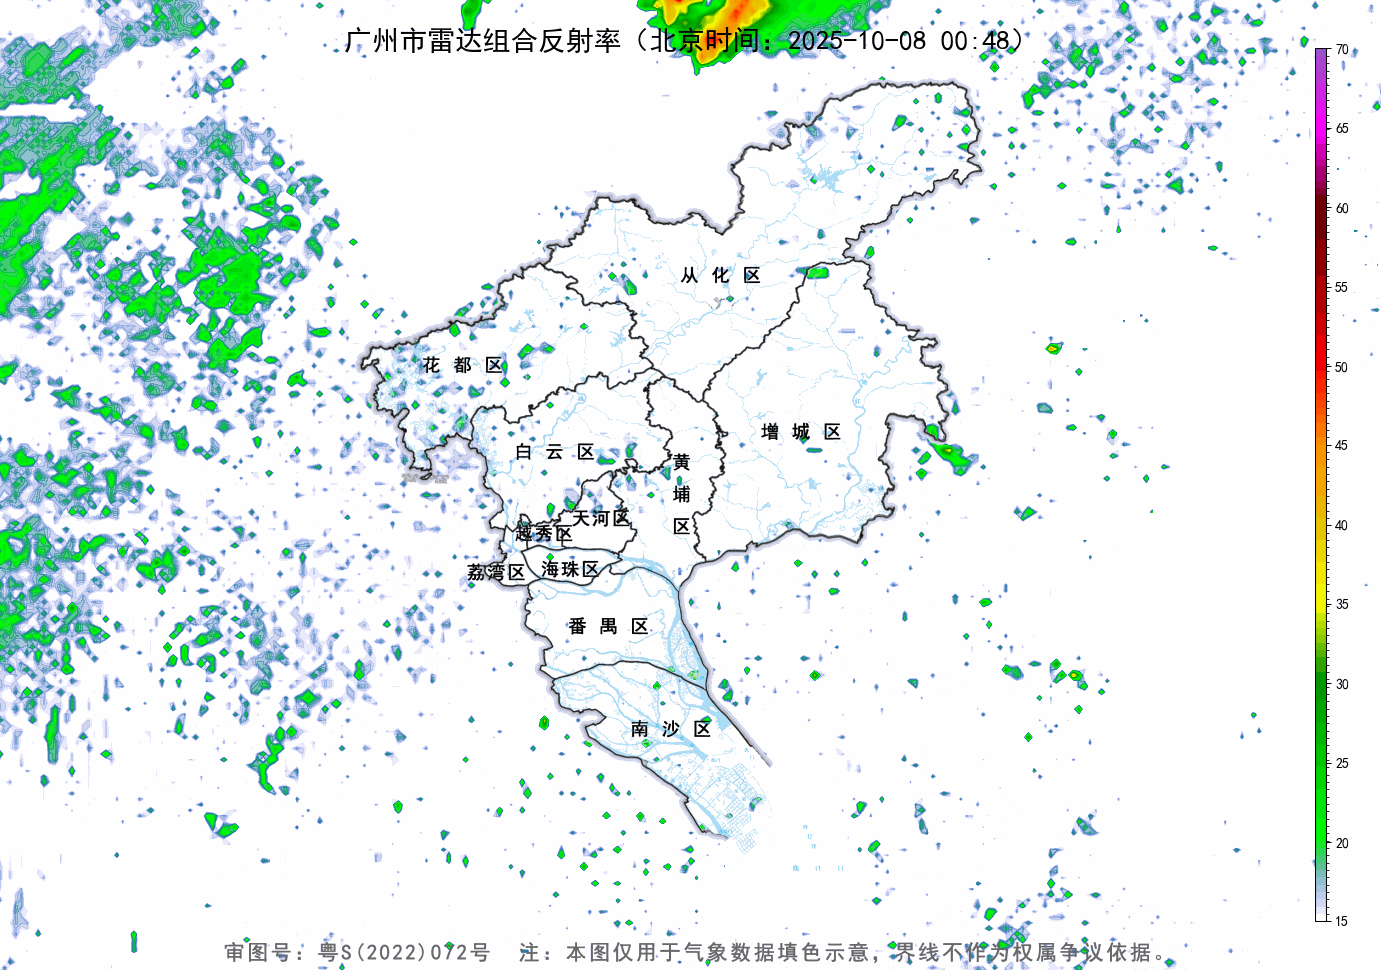 广州市雷达组合反射率（北京时间：2025-10-08 00:48）
70
65
60
55
50
45
40
35
30
25
20
15
从化区
花都区
增城区
白云区
黄埔区
天河区
越秀区
荔湾区
海珠区
番禺区
南沙区
审图号：粤S(2022)072号 注：本图仅用于气象数据填色示意，界线不作为权属争议依据。